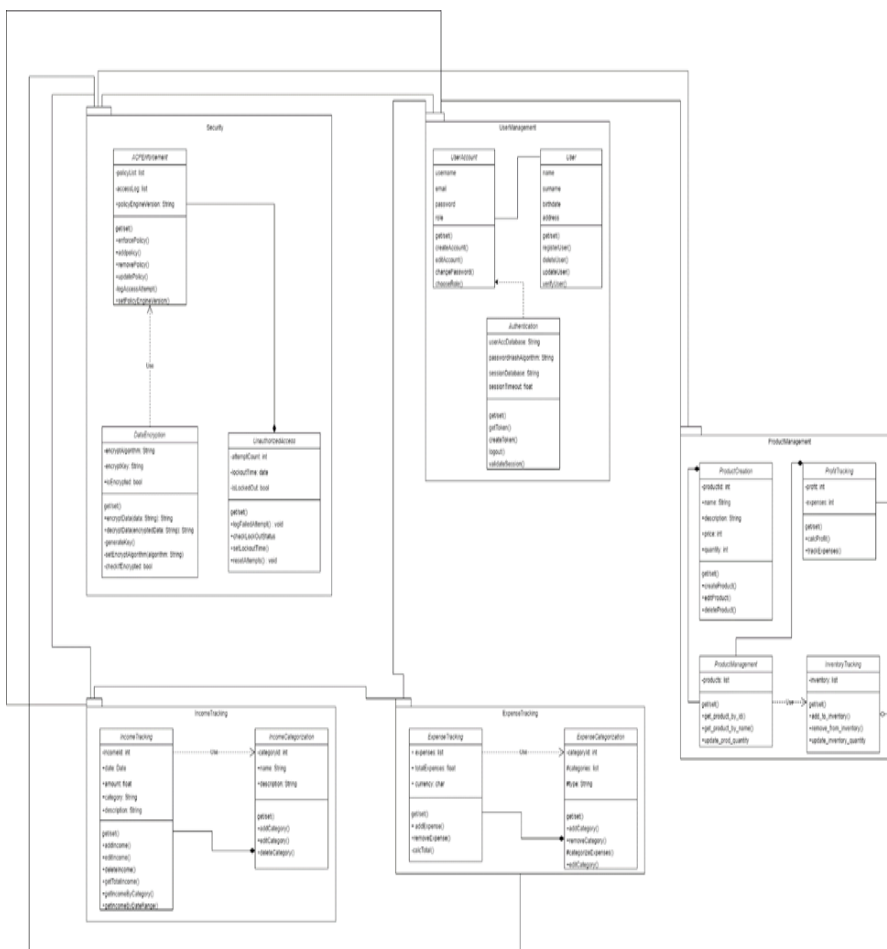 Security
ACPEnforcement
-policyList: list
-accessLog: list
+policyEngineVersion: String
get/set()
+enforcePolicy()
+addpolicy()
+removePolicy()
+updatePolicy()
-logAccessAttempt()
+setPolicyEngineVersion()
Use
DataEncryption
-encryptAlgorithm: String
-encryptKey: String
+isEncrypted: bool
get/set()
+encryptData(data: String): String
+decryptData(encryptedData: String): String
-generateKey()
-setEncryptAlgorithm(algorithm: String)
-checkIfEncrypted: bool
UnauthorizedAccess
-attemptCount: int
-lockoutTime: date
-isLockedOut: bool
get/set()
+logFailedAttempt(): void
+checkLockOutStatus
-setLockoutTime()
+resetAttempts(): void
UserManagement
UserAccount
username
email
password
role
get/set()
createAccount()
editAccount()
changePassword()
chooseRole()
User
name
surname
birthdate
address
get/set()
registerUser()
deleteUser()
updateUser()
verifyUser()
Authentication
userAccDatabase: String
passwordHashAlgorithm: String
sessionDatabase: String
sessionTimeout: float
get/set()
getToken()
createToken()
logout()
validateSession()
ProductManagement
ProductCreation
-productId: int
+name: String
+description: String
+price: int
+quantity: int
get/set()
+createProduct()
+editProduct()
+deleteProduct()
ProfitTracking
-profit: int
-expenses: int
get/set()
+calcProfit()
+trackExpenses()
ProductManagement
-products: list
get/set()
+get_product_by_id()
+get_product_by_name()
+update_prod_quantity
Use
InventoryTracking
-inventory: list
get/set()
+add_to_inventory()
+remove_from_inventory()
+update_inventory_quantity
IncomeTracking
IncomeTracking
-incomeId: int
+date: Date
+amount: float
+category: String
+description: String
get/set()
+addIncome()
+editIncome()
+deleteIncome()
+getTotalIncome()
+getIncomeByCategory()
+getIncomeByDateRange()
Use
IncomeCategorization
-categoryId: int
+name: String
+description: String
get/set()
+addCategory()
+editCategory()
+deleteCategory()
ExpenseTracking
ExpenseTracking
+ expenses: list
+ totalExpenses: float
+ currency: char
get/set()
+ addExpense()
+removeExpense()
-calcTotal()
Use
ExpenseCategorization
-categoryId: int
#categories: list
#type: String
get/set()
+addCategory()
+removeCategory()
#categorizeExpenses()
+editCategory()